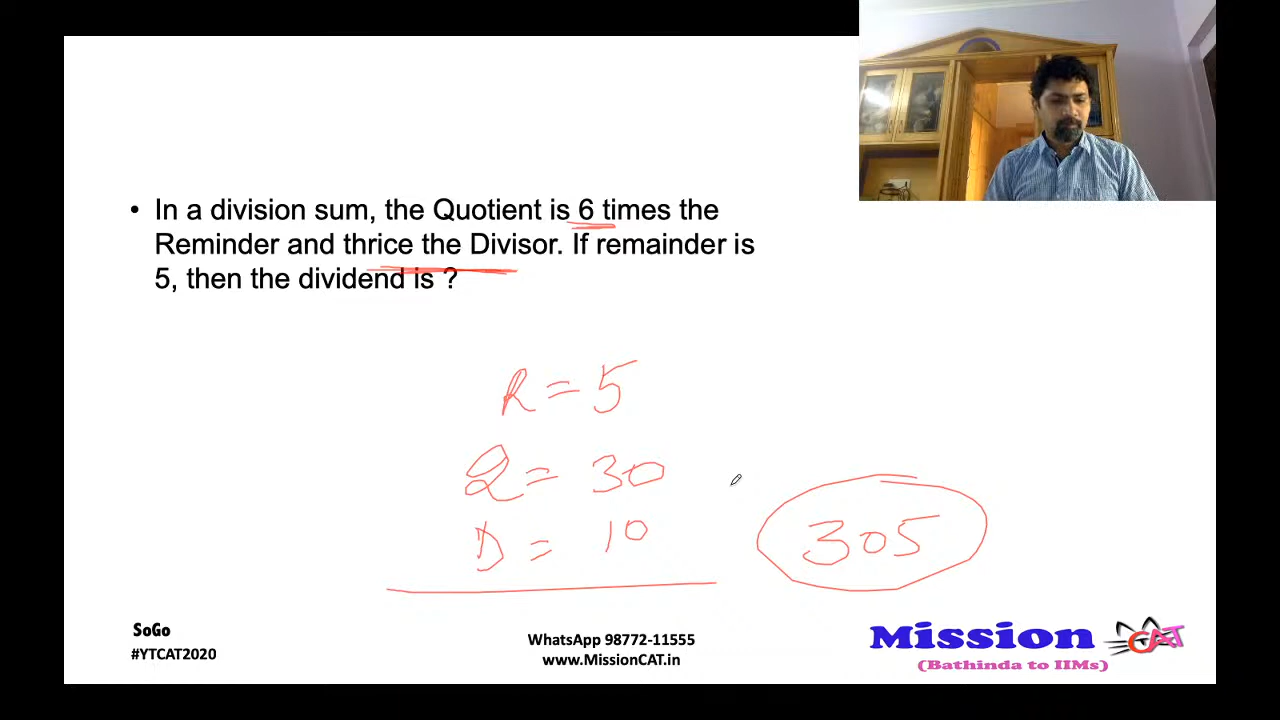 • In a division sum, the Quotient is 6 times the
Reminder and thrice the Divisor. If remainder is
5, then the dividend is ?
R = 5
Q = 30
D = 10
305
SoGo
#YTCAT2020
WhatsApp 98772-11555
www.MissionCAT.in
Mission CAT
(Bathinda to IIMs)